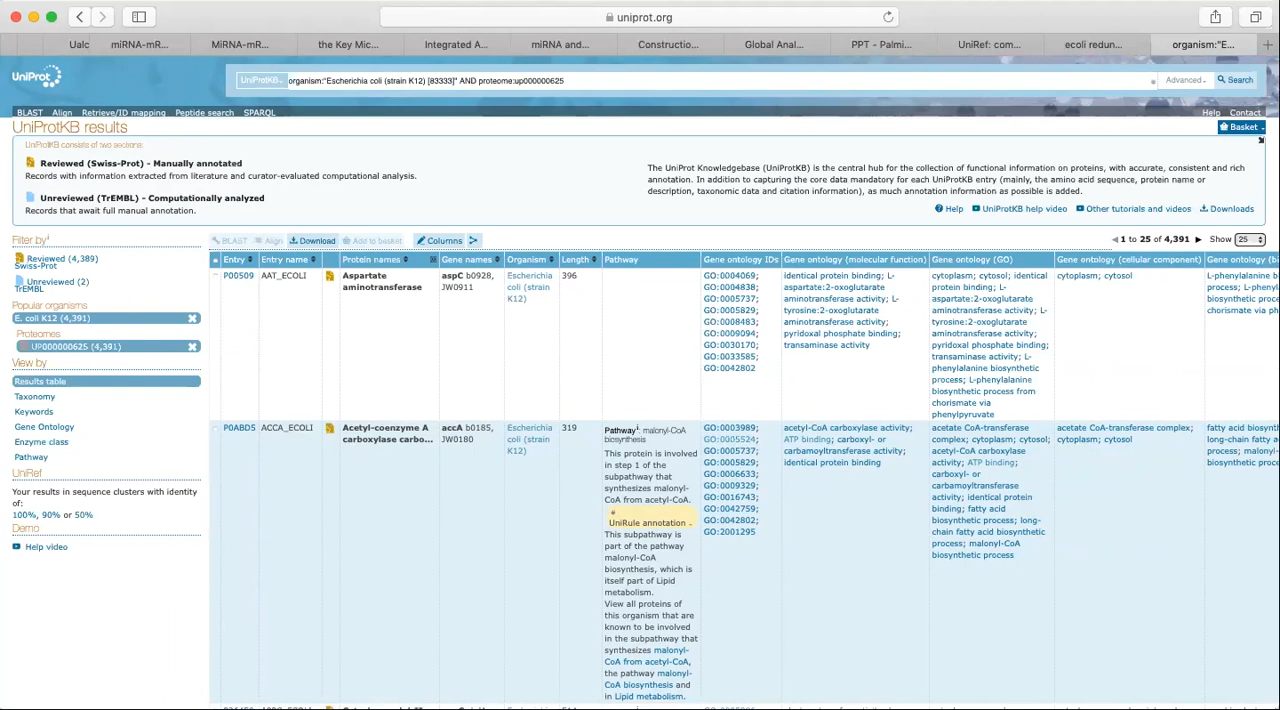 uniprot.org
Ualc
miRNA-mR...
MiRNA-mR...
the Key Mic...
Integrated A...
miRNA and...
Constructio...
Global Anal...
PPT - Palmi...
UniRef: com...
ecoli redun...
organism:"E...
UniProt
UniProtKB
organism:"Escherichia coli (strain K12) [83333]" AND proteome:up000000625
Advanced
Search
BLAST Align Retrieve/ID mapping Peptide search SPARQL
Help Contact
UniProtKB results
Basket
UniProtKB consists of two sections:
Reviewed (Swiss-Prot) - Manually annotated
Records with information extracted from literature and curator-evaluated computational analysis.
Unreviewed (TrEMBL) - Computationally analyzed
Records that await full manual annotation.
The UniProt Knowledgebase (UniProtKB) is the central hub for the collection of functional information on proteins, with accurate, consistent and rich
annotation. In addition to capturing the core data mandatory for each UniProtKB entry (mainly, the amino acid sequence, protein name or
description, taxonomic data and citation information), as much annotation information as possible is added.
Help UniProtKB help video Other tutorials and videos Downloads
Filter by
Reviewed (4,389)
Swiss-Prot
Unreviewed (2)
TrEMBL
Popular organisms
E. coli K12 (4,391)
Proteomes
UP000000625 (4,391)
View by
Results table
Taxonomy
Keywords
Gene Ontology
Enzyme class
Pathway
UniRef
Your results in sequence clusters with identity
of:
100%, 90% or 50%
Demo
Help video
BLAST Align Download Add to basket Columns
1 to 25 of 4,391 Show 25
Entry Entry name Protein names Gene names Organism Length Pathway Gene ontology IDs Gene ontology (molecular function) Gene ontology (GO) Gene ontology (cellular component) Gene ontology (bi
P00509
AAT_ECOLI
Aspartate
aminotransferase
aspC b0928,
JW0911
Escherichia
coli (strain
K12)
396
GO:0004069;
GO:0004838;
GO:0005737;
GO:0005829;
GO:0008483;
GO:0009094;
GO:0030170;
GO:0033585;
GO:0042802
identical protein binding; L-
aspartate:2-oxoglutarate
aminotransferase activity; L-
tyrosine:2-oxoglutarate
aminotransferase activity;
pyridoxal phosphate binding;
transaminase activity
cytoplasm; cytosol; identical
protein binding; L-
aspartate:2-oxoglutarate
aminotransferase activity; L-
tyrosine:2-oxoglutarate
aminotransferase activity;
pyridoxal phosphate binding;
transaminase activity; L-
phenylalanine biosynthetic
process; L-phenylalanine
biosynthetic process from
chorismate via
phenylpyruvate
cytoplasm; cytosol
L-phenylalanine b
process; L-phenyl
biosynthetic proce
chorismate via ph
P0ABD5
ACCA_ECOLI
Acetyl-coenzyme A
carboxylase carbo...
accA b0185,
JW0180
Escherichia
coli (strain
K12)
319
Pathway: malonyl-CoA
biosynthesis
This protein is involved
in step 1 of the
subpathway that
synthesizes malonyl-
CoA from acetyl-CoA.
#
UniRule annotation
This subpathway is
part of the pathway
malonyl-CoA
biosynthesis, which is
itself part of Lipid
metabolism.
View all proteins of
this organism that are
known to be involved
in the subpathway that
synthesizes malonyl-
CoA from acetyl-CoA,
the pathway malonyl-
CoA biosynthesis and
in Lipid metabolism.
GO:0003989;
GO:0005524;
GO:0005737;
GO:0005829;
GO:0006633;
GO:0009329;
GO:0016743;
GO:0042759;
GO:0042802;
GO:2001295
acetyl-CoA carboxylase activity;
ATP binding; carboxyl- or
carbamoyltransferase activity;
identical protein binding
acetate CoA-transferase
complex; cytoplasm; cytosol;
acetyl-CoA carboxylase
activity; ATP binding;
carboxyl- or
carbamoyltransferase
activity; identical protein
binding; fatty acid
biosynthetic process; long-
chain fatty acid biosynthetic
process; malonyl-CoA
biosynthetic process
acetate CoA-transferase complex;
cytoplasm; cytosol
fatty acid biosynt
long-chain fatty a
process; malonyl-
biosynthetic proce